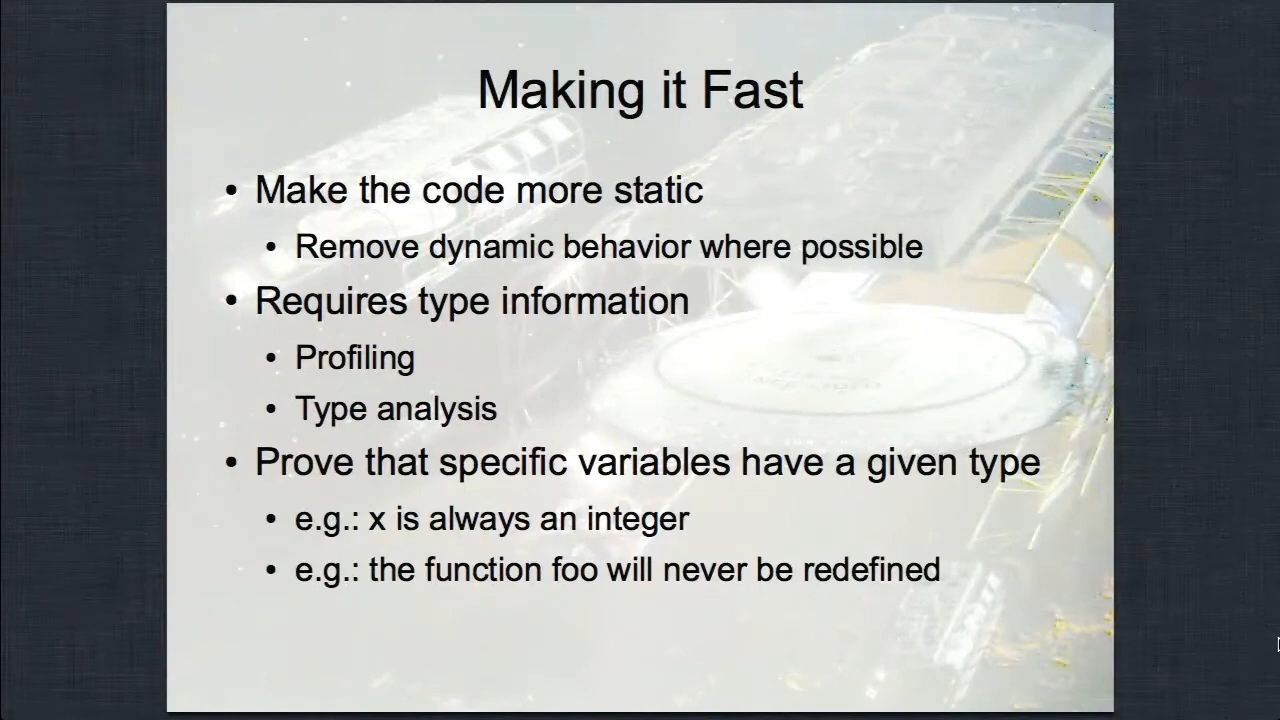 Making it Fast
• Make the code more static
• Remove dynamic behavior where possible
• Requires type information
• Profiling
• Type analysis
• Prove that specific variables have a given type
• e.g.: x is always an integer
• e.g.: the function foo will never be redefined